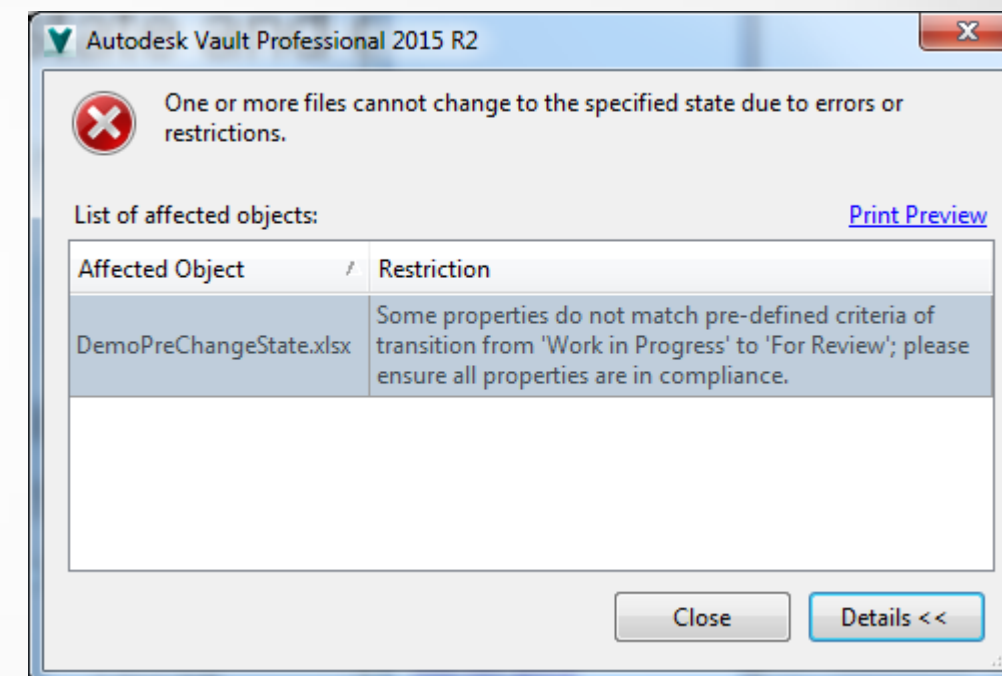 Autodesk Vault Professional 2015 R2
One or more files cannot change to the specified state due to errors or
restrictions.
List of affected objects:
Print Preview
Affected Object
Restriction
DemoPreChangeState.xlsx
Some properties do not match pre-defined criteria of
transition from 'Work in Progress' to 'For Review'; please
ensure all properties are in compliance.
Close
Details <<